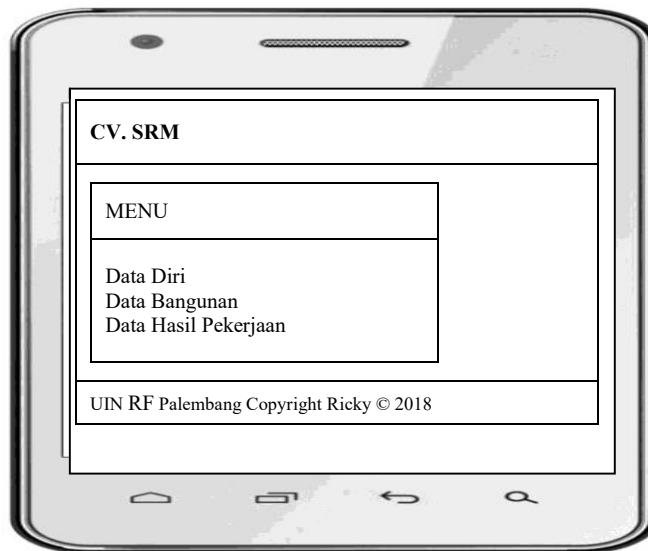 CV. SRM
MENU
Data Diri
Data Bangunan
Data Hasil Pekerjaan
UIN RF Palembang Copyright Ricky © 2018